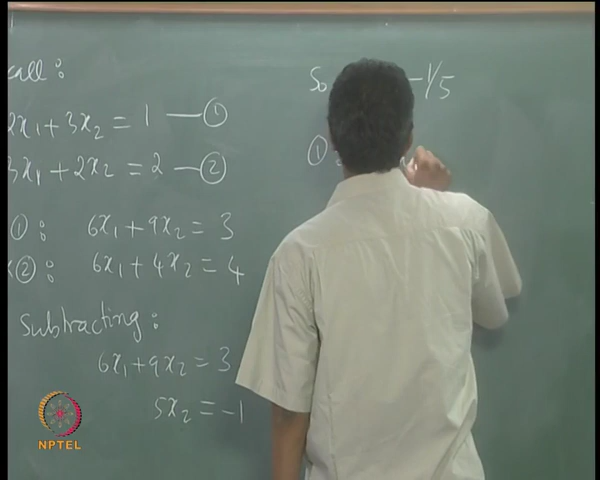 call:
2x₁ + 3x₂ = 1 — ①
3x₁ + 2x₂ = 2 — ②
①: 6x₁ + 9x₂ = 3
×②: 6x₁ + 4x₂ = 4
Subtracting:
6x₁ + 9x₂ = 3
5x₂ = -1
So -1/5
①:
NPTEL